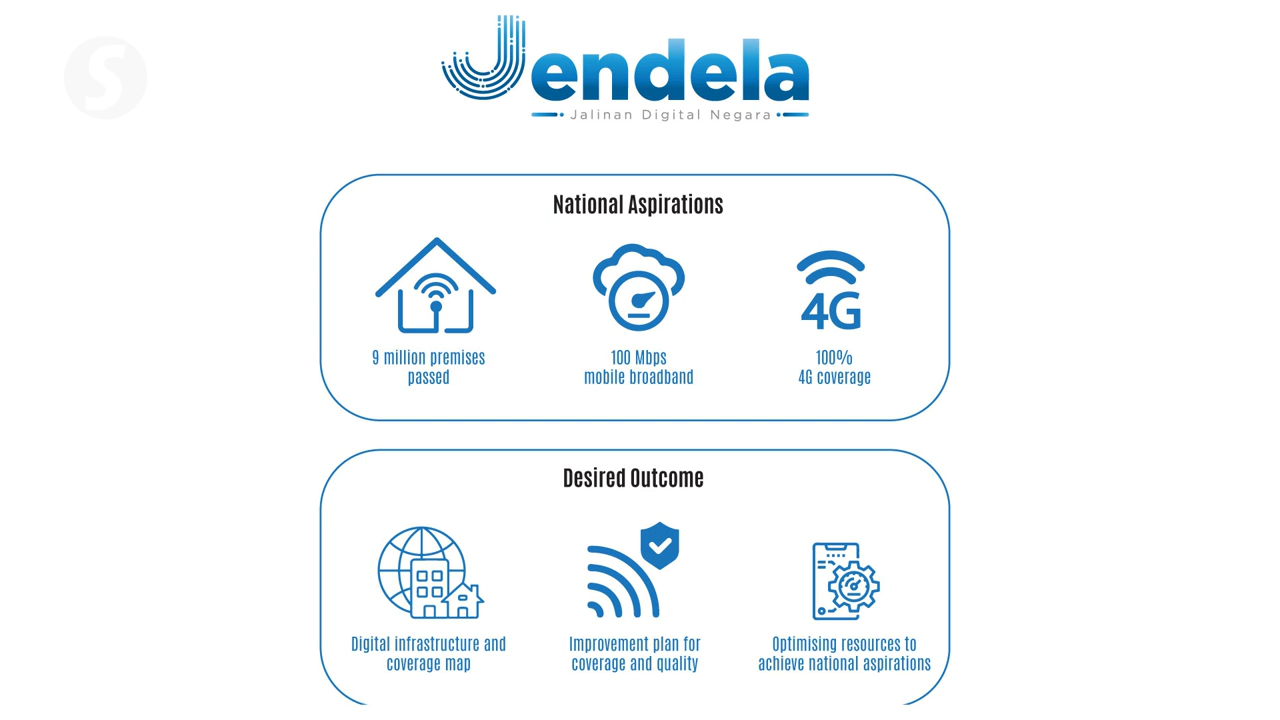 S
Jendela
Jalinan Digital Negara
National Aspirations
9 million premises
passed
100 Mbps
mobile broadband
4G
100%
4G coverage
Desired Outcome
Digital infrastructure and
coverage map
Improvement plan for
coverage and quality
Optimising resources to
achieve national aspirations